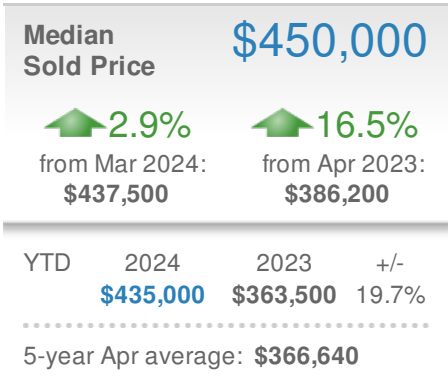 Median
Sold Price
$450,000
2.9%
16.5%
from Mar 2024:
from Apr 2023:
$437,500
$386,200
YTD 2024 2023 +/-
$435,000 $363,500 19.7%
5-year Apr average: $366,640